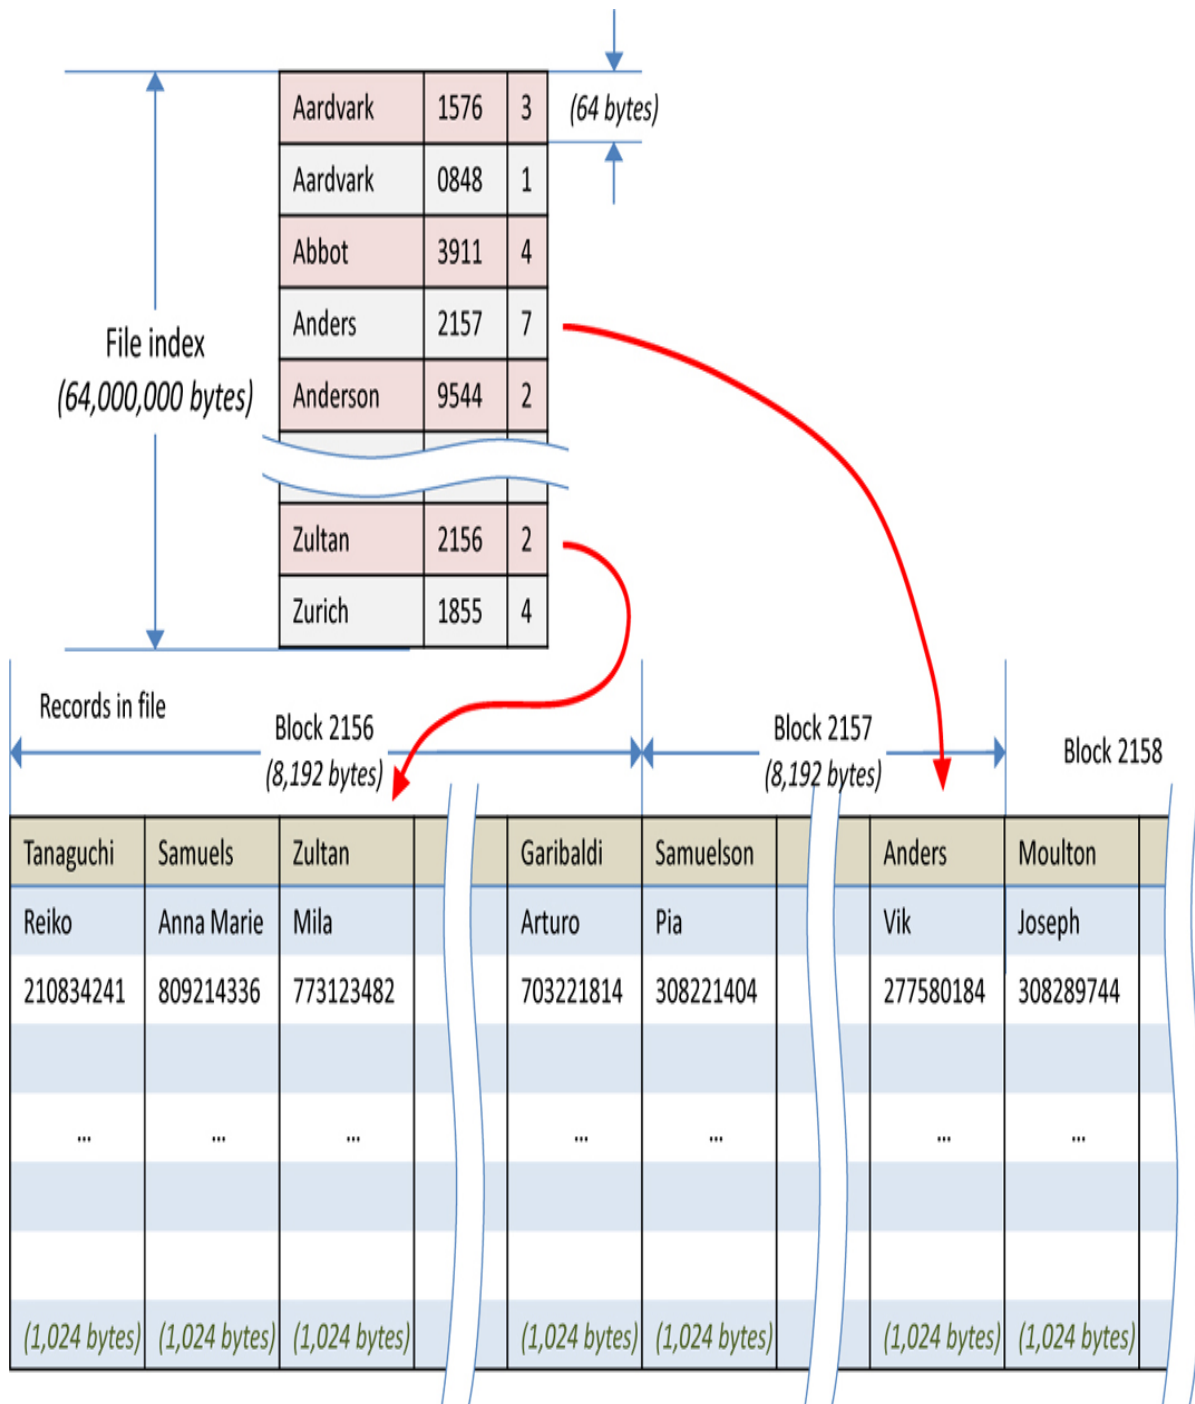 Aardvark 1576 3 (64 bytes)
Aardvark 0848 1
Abbot 3911 4
Anders 2157 7
File index
(64,000,000 bytes)
Anderson 9544 2
Zultan 2156 2
Zurich 1855 4
Records in file
Block 2156
(8,192 bytes)
Block 2157
(8,192 bytes)
Block 2158
Tanaguchi Samuels Zultan Garibaldi Samuelson Anders Moulton
Reiko Anna Marie Mila Arturo Pia Vik Joseph
210834241 809214336 773123482 703221814 308221404 277580184 308289744
... ... ... ... ... ... ...
(1,024 bytes) (1,024 bytes) (1,024 bytes) (1,024 bytes) (1,024 bytes) (1,024 bytes) (1,024 bytes)